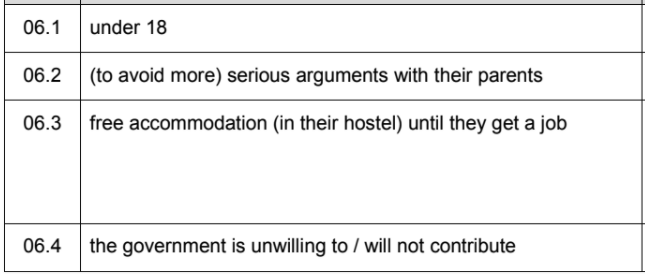 06.1 under 18
06.2 (to avoid more) serious arguments with their parents
06.3 free accommodation (in their hostel) until they get a job
06.4 the government is unwilling to / will not contribute